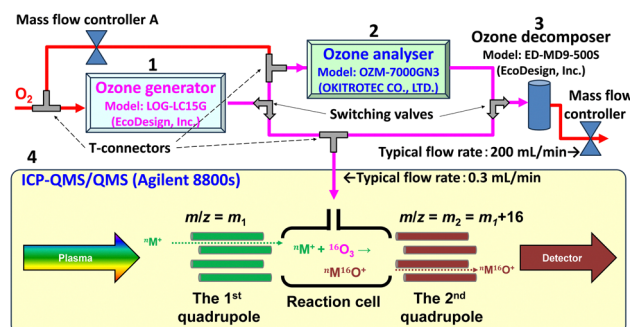 Mass flow controller A
1
Ozone generator
Model: LOG-LC15G
(EcoDesign, Inc.)
O₂
2
Ozone analyser
Model: OZM-7000GN3
(OKITROTEC CO., LTD.)
3
Ozone decomposer
Model: ED-MD9-500S
(EcoDesign, Inc.)
Mass flow
controller
Switching valves
T-connectors
Typical flow rate：200 mL/min→
4
ICP-QMS/QMS (Agilent 8800s)
←Typical flow rate：0.3 mL/min
m/z = m₁
m/z = m₂ = m₁+16
Plasma
ⁿM⁺
ⁿM⁺ + ¹⁶O₃ →
ⁿM¹⁶O⁺
ⁿM¹⁶O⁺
Detector
The 1ˢᵗ
quadrupole
Reaction cell
The 2ⁿᵈ
quadrupole